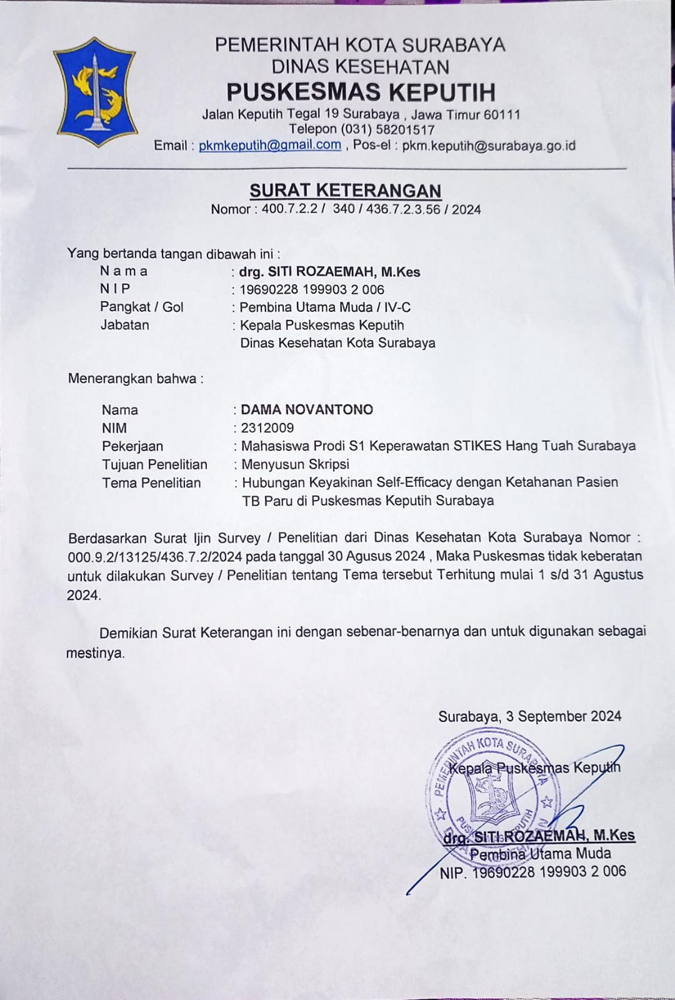 PEMERINTAH KOTA SURABAYA
DINAS KESEHATAN
PUSKESMAS KEPUTIH
Jalan Keputih Tegal 19 Surabaya , Jawa Timur 60111
Telepon (031) 58201517
Email : pkmkeputih@gmail.com , Pos-el : pkm.keputih@surabaya.go.id
SURAT KETERANGAN
Nomor : 400.7.2.2 / 340 / 436.7.2.3.56 / 2024
Yang bertanda tangan dibawah ini :
N a m a : drg. SITI ROZAEMAH, M.Kes
N I P : 19690228 199903 2 006
Pangkat / Gol : Pembina Utama Muda / IV-C
Jabatan : Kepala Puskesmas Keputih
Dinas Kesehatan Kota Surabaya
Menerangkan bahwa :
Nama : DAMA NOVANTONO
NIM : 2312009
Pekerjaan : Mahasiswa Prodi S1 Keperawatan STIKES Hang Tuah Surabaya
Tujuan Penelitian : Menyusun Skripsi
Tema Penelitian : Hubungan Keyakinan Self-Efficacy dengan Ketahanan Pasien
TB Paru di Puskesmas Keputih Surabaya
Berdasarkan Surat Ijin Survey / Penelitian dari Dinas Kesehatan Kota Surabaya Nomor :
000.9.2/13125/436.7.2/2024 pada tanggal 30 Agusus 2024 , Maka Puskesmas tidak keberatan
untuk dilakukan Survey / Penelitian tentang Tema tersebut Terhitung mulai 1 s/d 31 Agustus
2024.
Demikian Surat Keterangan ini dengan sebenar-benarnya dan untuk digunakan sebagai
mestinya.
Surabaya, 3 September 2024
PEMERINTAH KOTA SURABAYA
Kepala Puskesmas Keputih
PUSKESMAS KEPUTIH
DINAS KESEHATAN
drg. SITI ROZAEMAH, M.Kes
Pembina Utama Muda
NIP. 19690228 199903 2 006